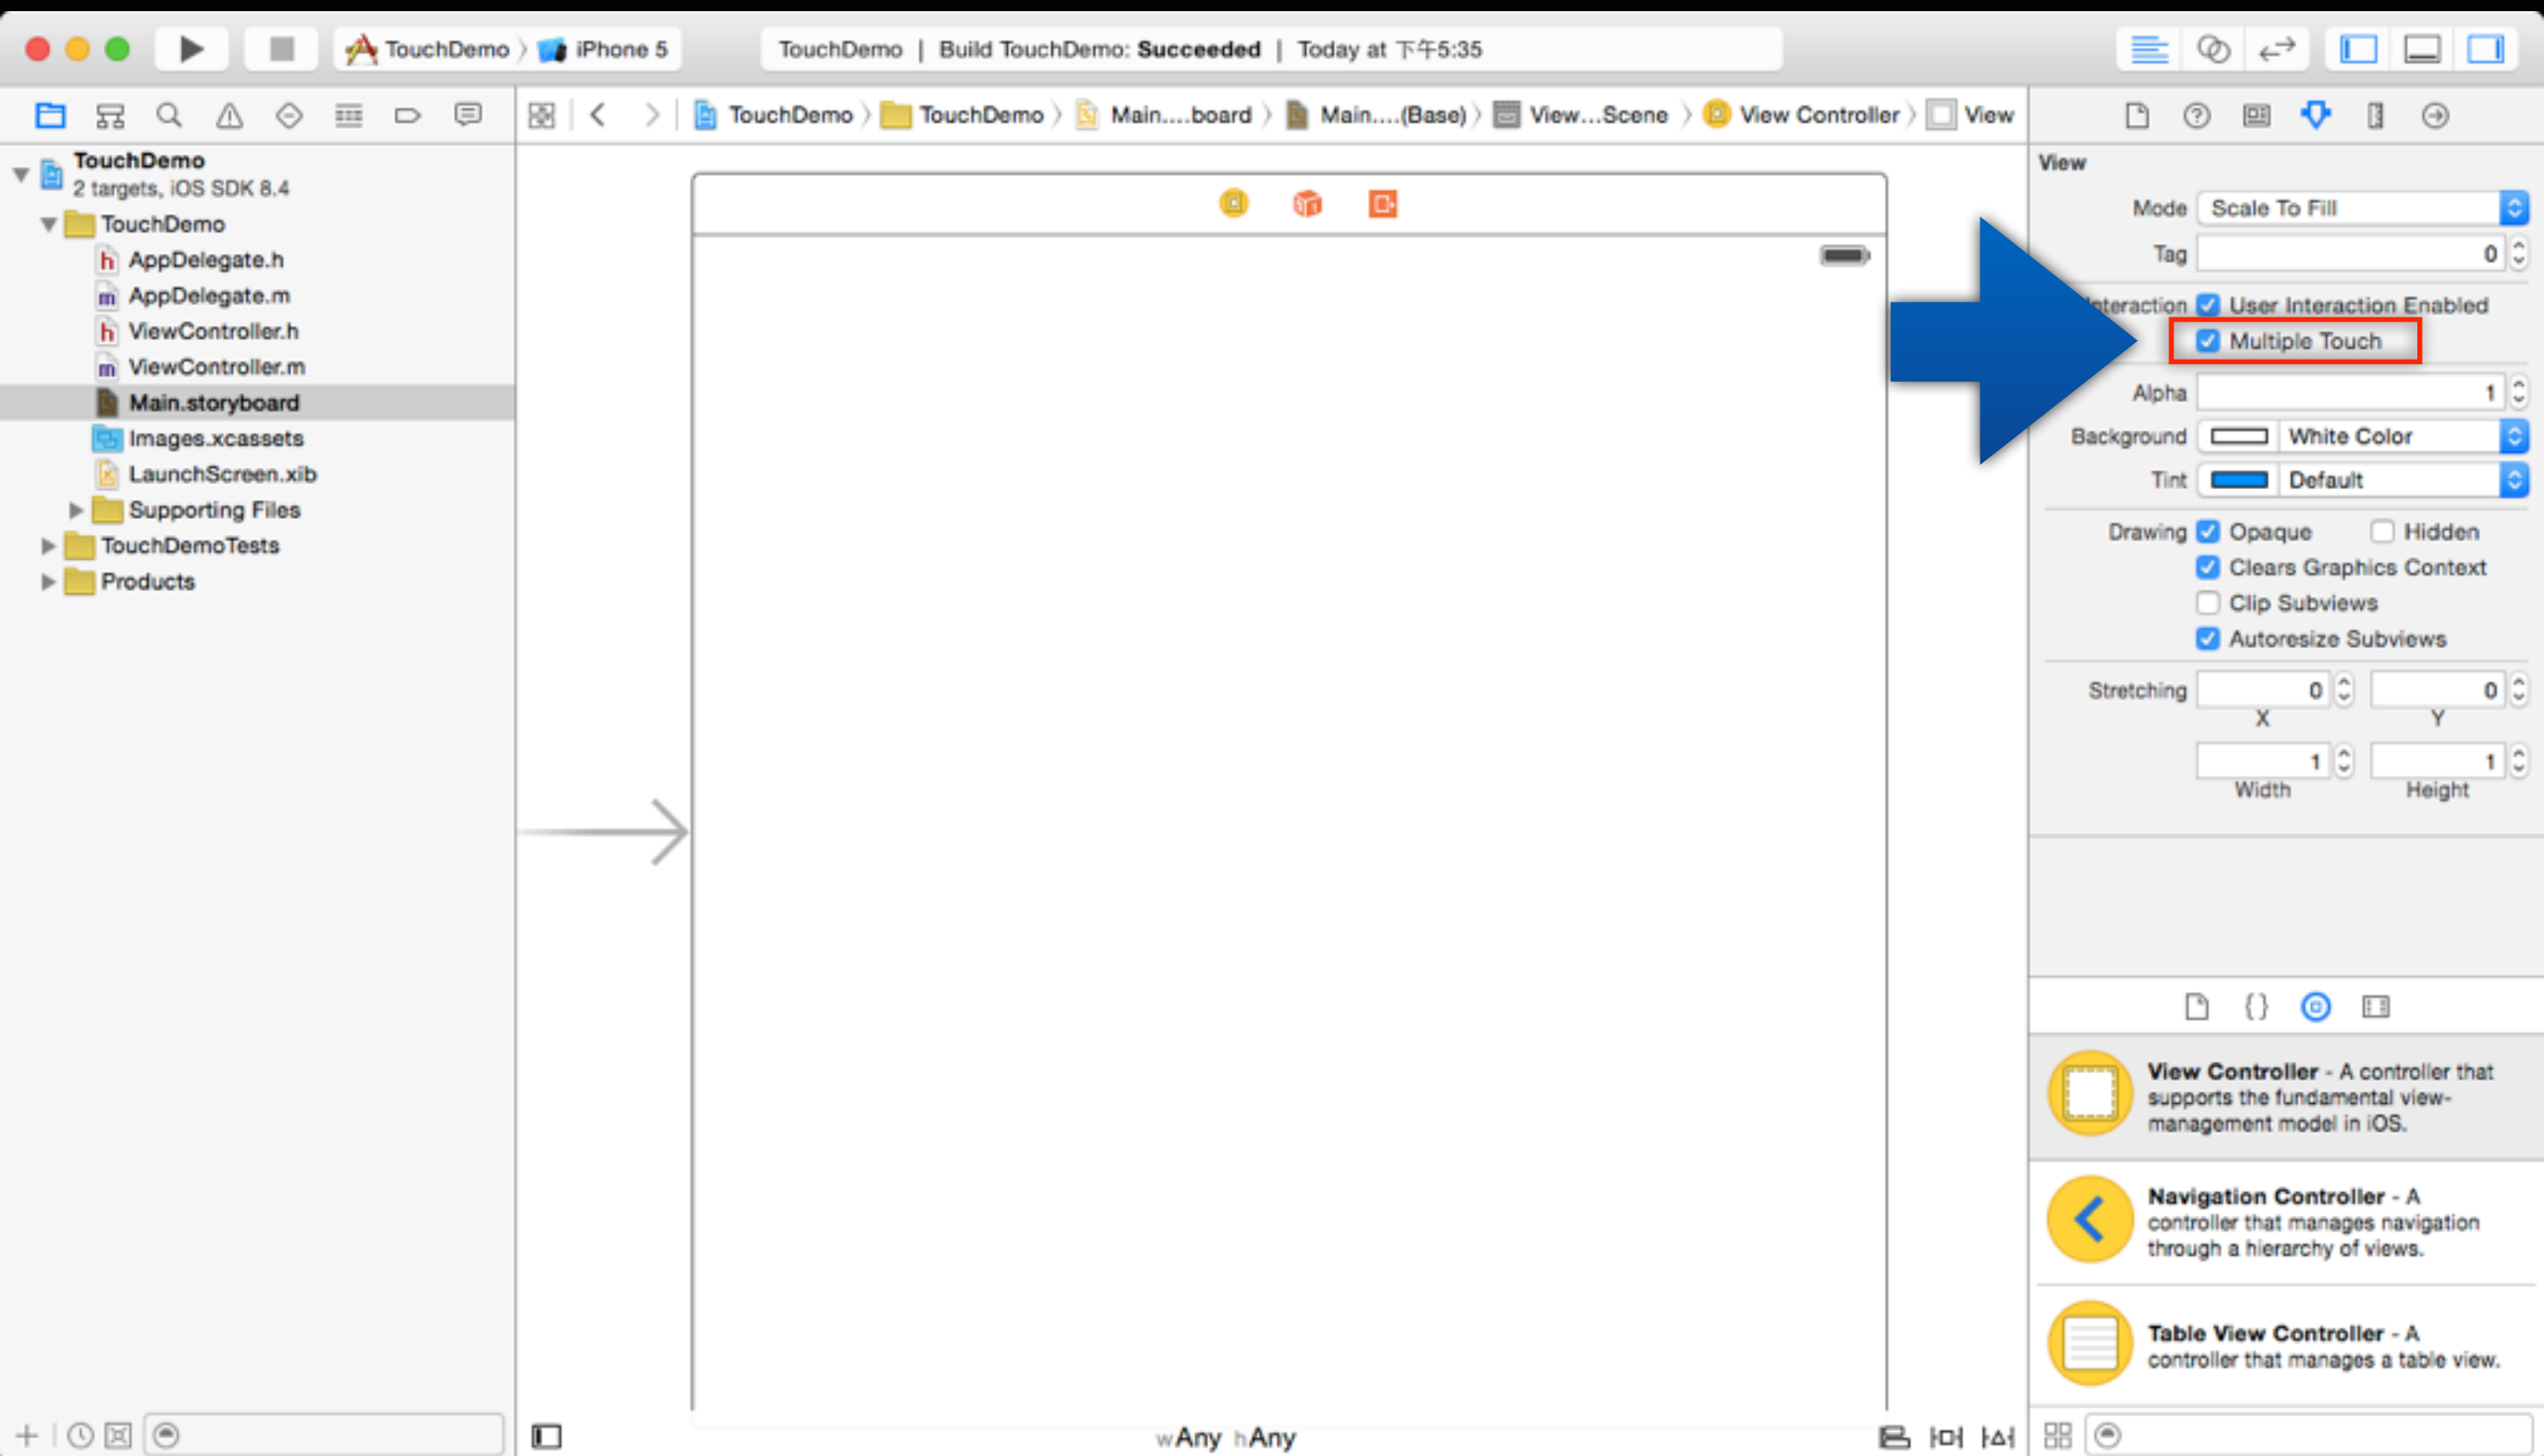 TouchDemo iPhone 5
TouchDemo | Build TouchDemo: Succeeded | Today at 下午5:35
TouchDemo TouchDemo Main....board Main....(Base) View...Scene View Controller View
TouchDemo
2 targets, iOS SDK 8.4
TouchDemo
h AppDelegate.h
m AppDelegate.m
h ViewController.h
m ViewController.m
Main.storyboard
Images.xcassets
LaunchScreen.xib
Supporting Files
TouchDemoTests
Products
wAny hAny
View
Mode Scale To Fill
Tag 0
User Interaction Enabled
Multiple Touch
Alpha 1
Background White Color
Tint Default
Drawing Opaque Hidden
Clears Graphics Context
Clip Subviews
Autoresize Subviews
Stretching 0 0
X Y
1 1
Width Height
{}
View Controller - A controller that
supports the fundamental view-
management model in iOS.
Navigation Controller - A
controller that manages navigation
through a hierarchy of views.
Table View Controller - A
controller that manages a table view.